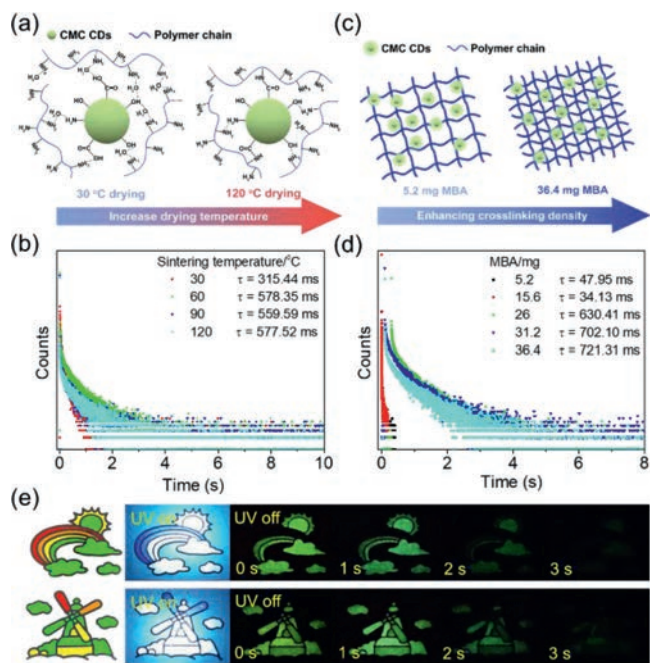 (a)
CMC CDs
Polymer chain
30 °C drying
120 °C drying
Increase drying temperature
(c)
CMC CDs
Polymer chain
5.2 mg MBA
36.4 mg MBA
Enhancing crosslinking density
(b)
Sintering temperature/°C
30 τ = 315.44 ms
60 τ = 578.35 ms
90 τ = 559.59 ms
120 τ = 577.52 ms
Counts
0 2 4 6 8 10
Time (s)
(d)
MBA/mg
5.2 τ = 47.95 ms
15.6 τ = 34.13 ms
26 τ = 630.41 ms
31.2 τ = 702.10 ms
36.4 τ = 721.31 ms
Counts
0 2 4 6 8
Time (s)
(e)
UV on UV off
0 s 1 s 2 s 3 s
UV on UV off
0 s 1 s 2 s 3 s